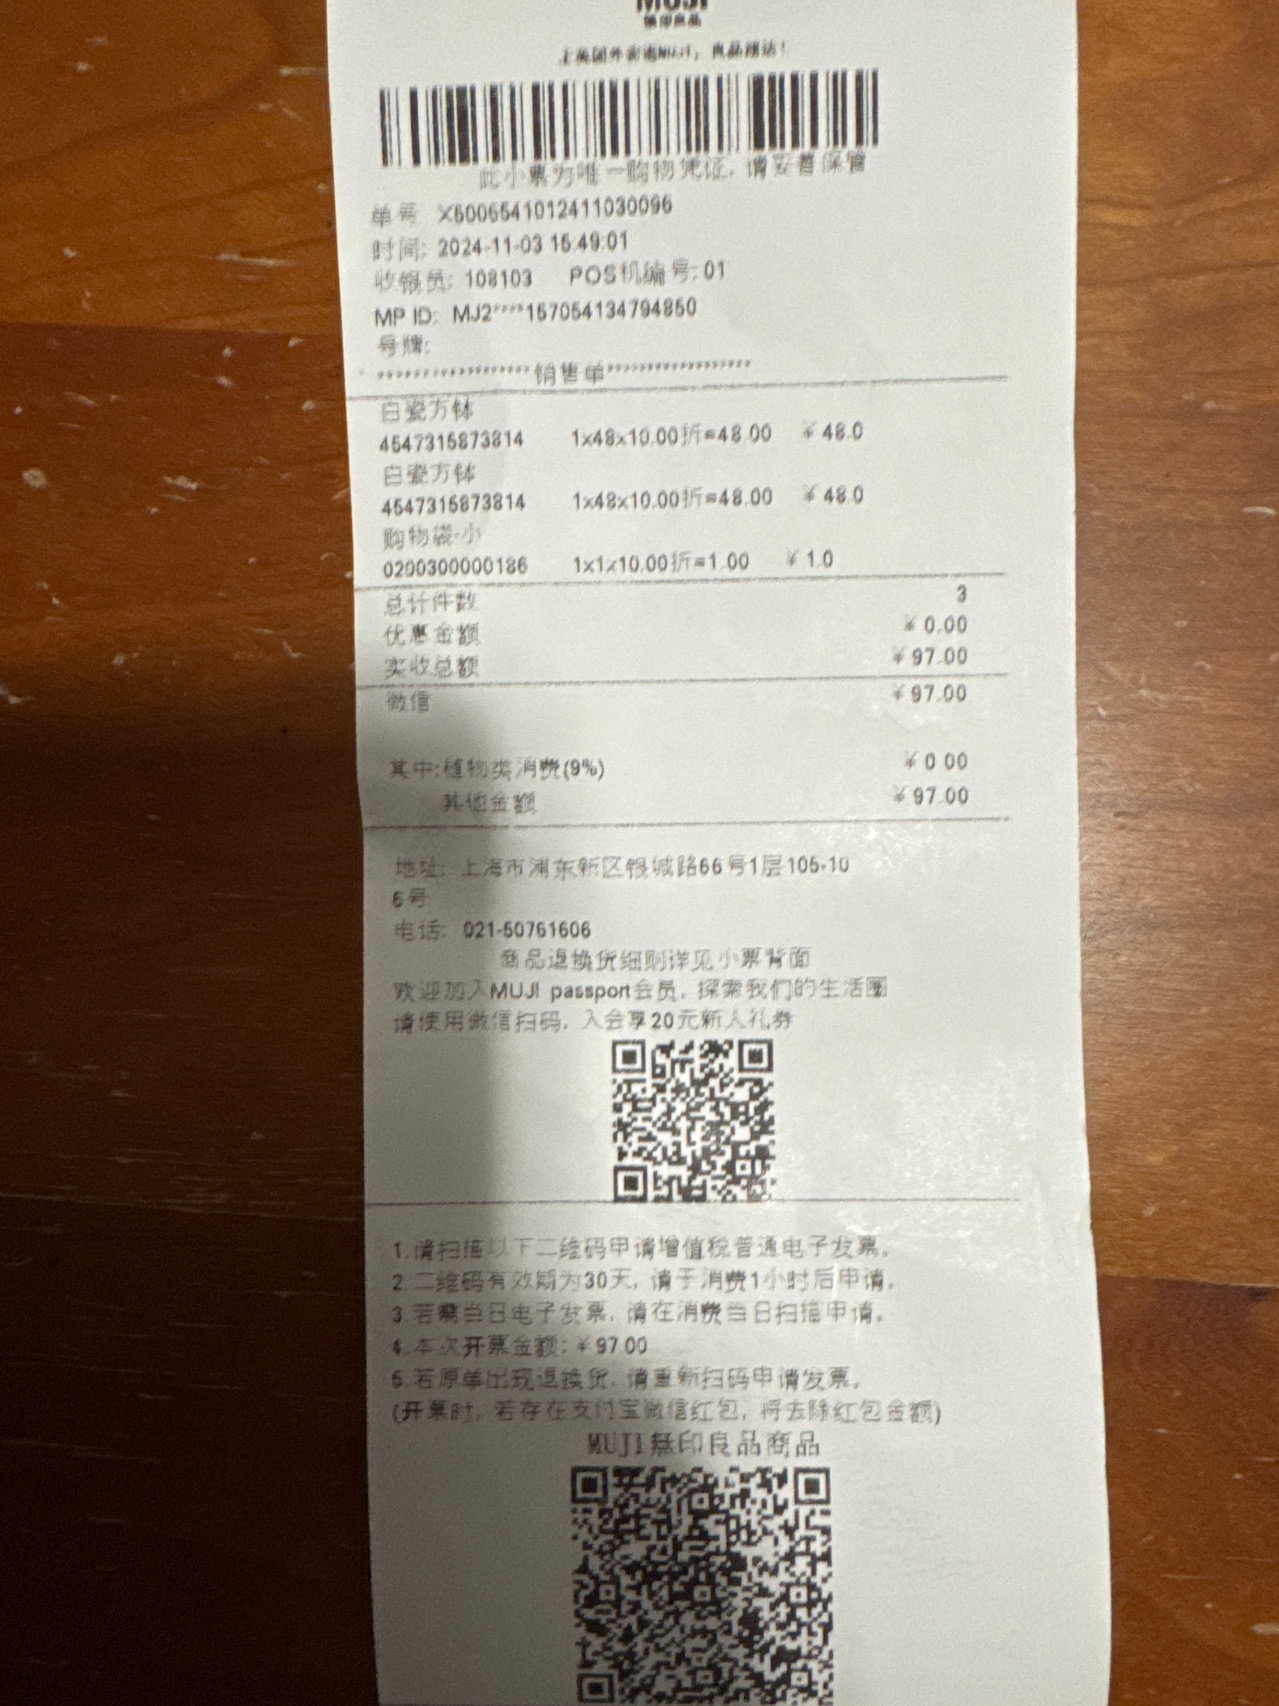 MUJI
無印良品
上美团外卖搜MUJI，良品速达！
此小票为唯一购物凭证，请妥善保管
单号 X5006541012411030096
时间: 2024-11-03 15:49:01
收银员: 108103 POS机编号: 01
MP ID: MJ2****157054134794850
号牌:
******************销售单******************
白瓷方钵
4547315873814 1x48x10.00折=48.00 ¥ 48.0
白瓷方钵
4547315873814 1x48x10.00折=48.00 ¥ 48.0
购物袋·小
0200300000186 1x1x10.00折=1.00 ¥ 1.0
总计件数 3
优惠金额 ¥ 0.00
实收总额 ¥ 97.00
微信 ¥ 97.00
其中:植物类消费(9%) ¥ 0.00
其他金额 ¥ 97.00
地址: 上海市浦东新区银城路66号1层105-10
6号
电话: 021-50761606
商品退换货细则详见小票背面
欢迎加入MUJI passport会员，探索我们的生活圈
请使用微信扫码，入会享20元新人礼券
1.请扫描以下二维码申请增值税普通电子发票。
2.二维码有效期为30天，请于消费1小时后申请。
3.若需当日电子发票，请在消费当日扫描申请。
4.本次开票金额: ¥ 97.00
5.若原单出现退换货，请重新扫码申请发票。
(开票时，若存在支付宝微信红包，将去除红包金额)
MUJI無印良品商品